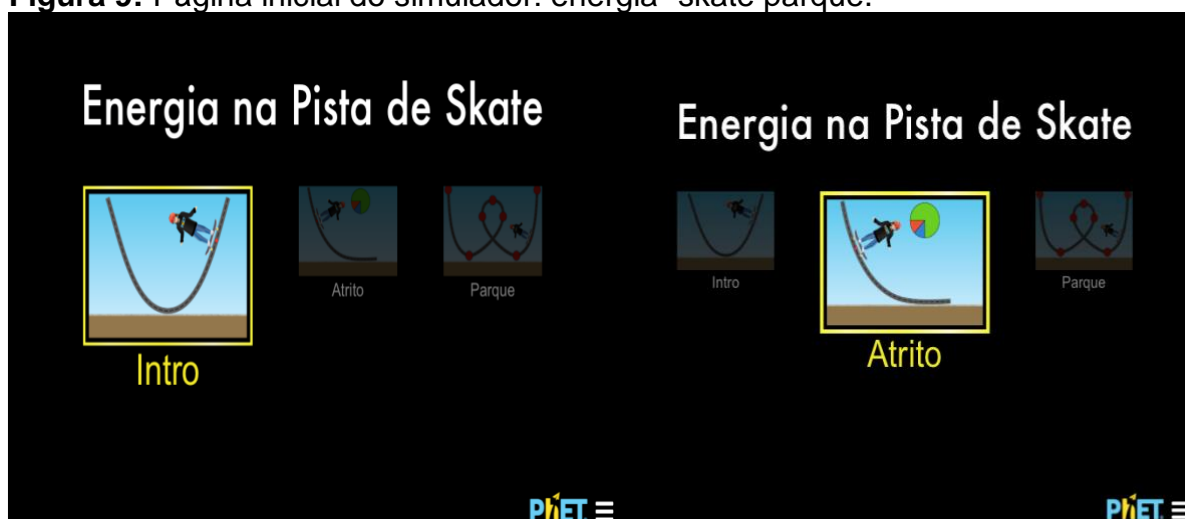 Figura 9: Página inicial do simulador: energia skate parque.
Energia na Pista de Skate
Intro
Atrito
Parque
PhET
Energia na Pista de Skate
Intro
Atrito
Parque
PhET